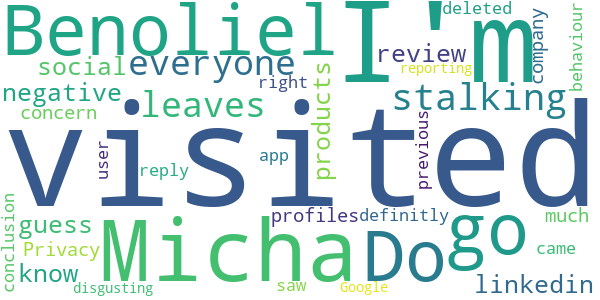 Benoliel I'm deleted
social everyone review company behaviour
reporting
negative leaves right products stalking
concern
visited
user reply app previous
conclusion guess Micha profiles definitly Do go much
Privacy came
know linkedin
disgusting saw Google